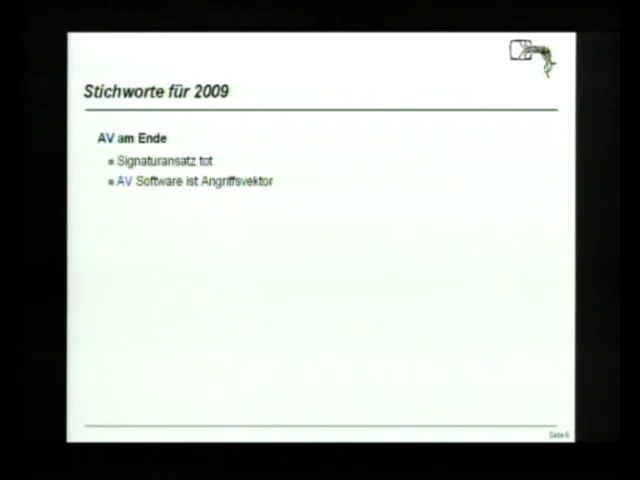 Stichworte für 2009
AV am Ende
Signaturansatz tot
AV Software ist Angriffsvektor
Seite 6